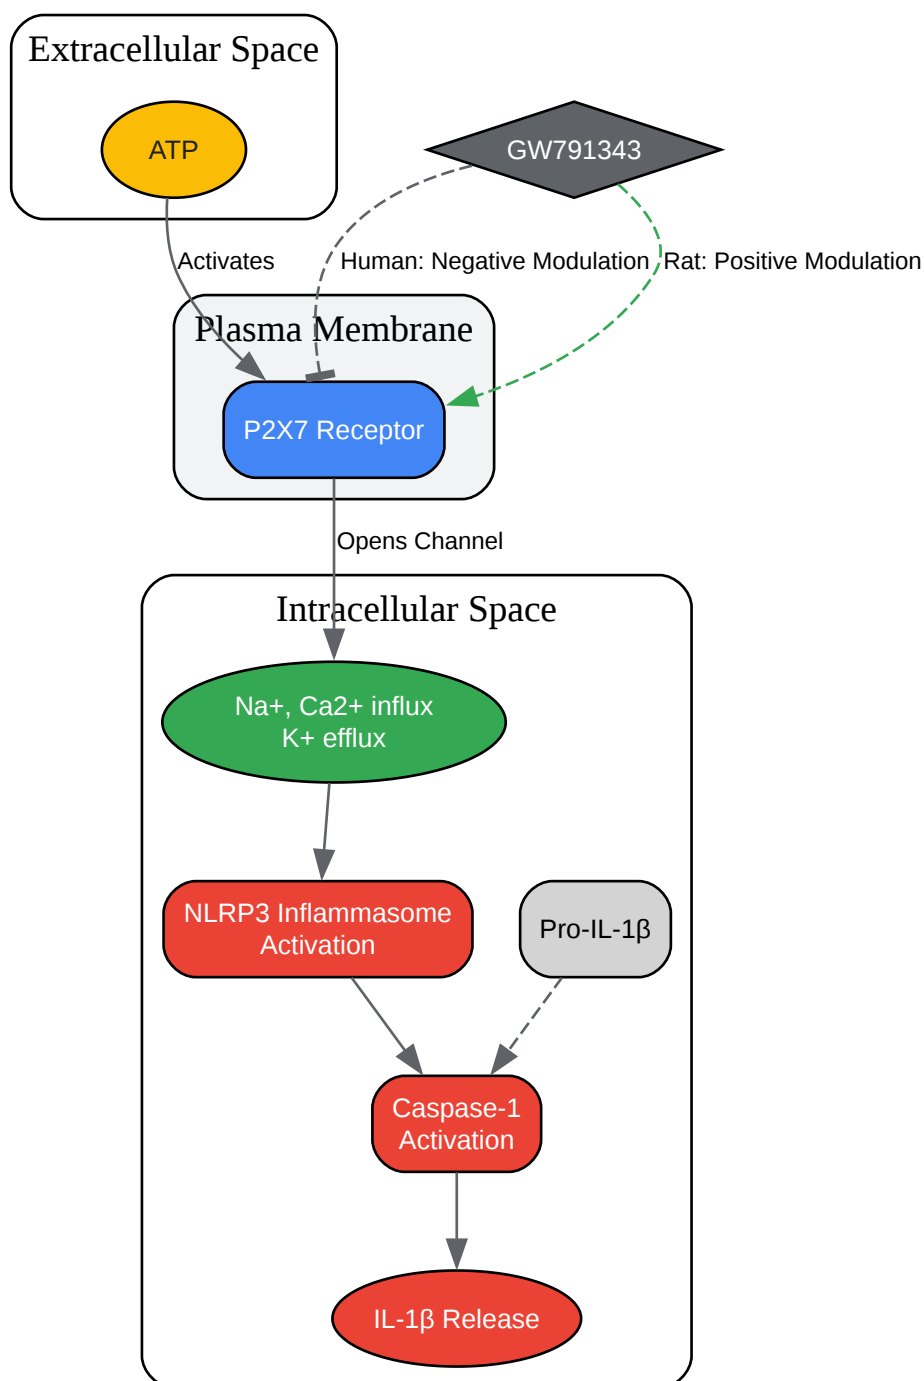 Extracellular Space
ATP
GW791343
Activates
Human: Negative Modulation
Rat: Positive Modulation
Plasma Membrane
P2X7 Receptor
Opens Channel
Intracellular Space
Na+, Ca2+ influx
K+ efflux
NLRP3 Inflammasome
Activation
Pro-IL-1β
Caspase-1
Activation
IL-1β Release